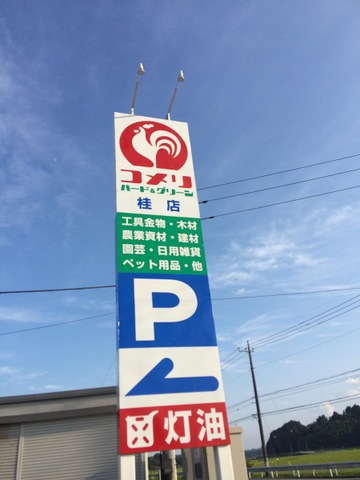 コメリ
ハード&グリーン
桂店
工具金物・木材
農業資材・建材
園芸・日用雑貨
ペット用品・他
P
灯油